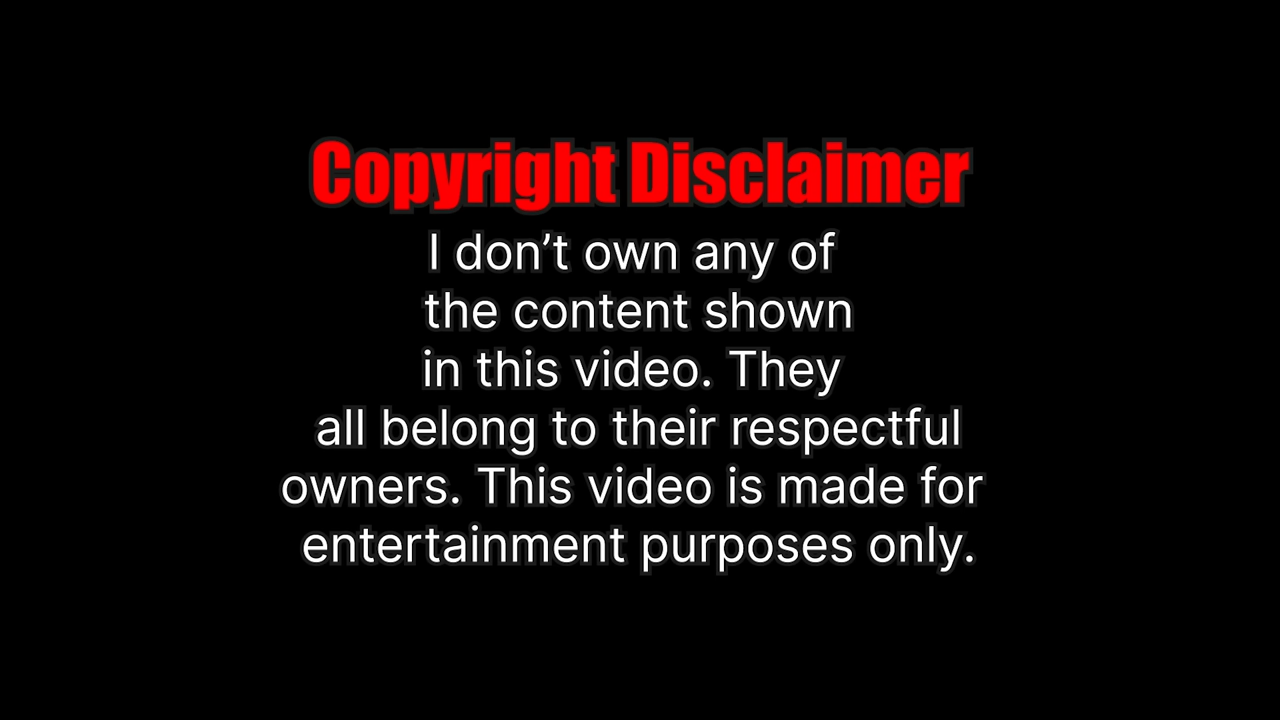 Copyright Disclaimer
I don’t own any of
the content shown
in this video. They
all belong to their respectful
owners. This video is made for
entertainment purposes only.